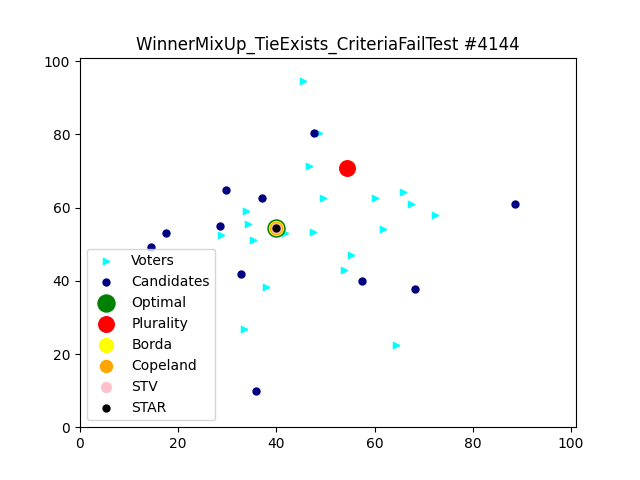 WinnerMixUp_TieExists_CriteriaFailTest #4144
100
80
60
40
20
0
Voters
Candidates
Optimal
Plurality
Borda
Copeland
STV
STAR
0 20 40 60 80 100